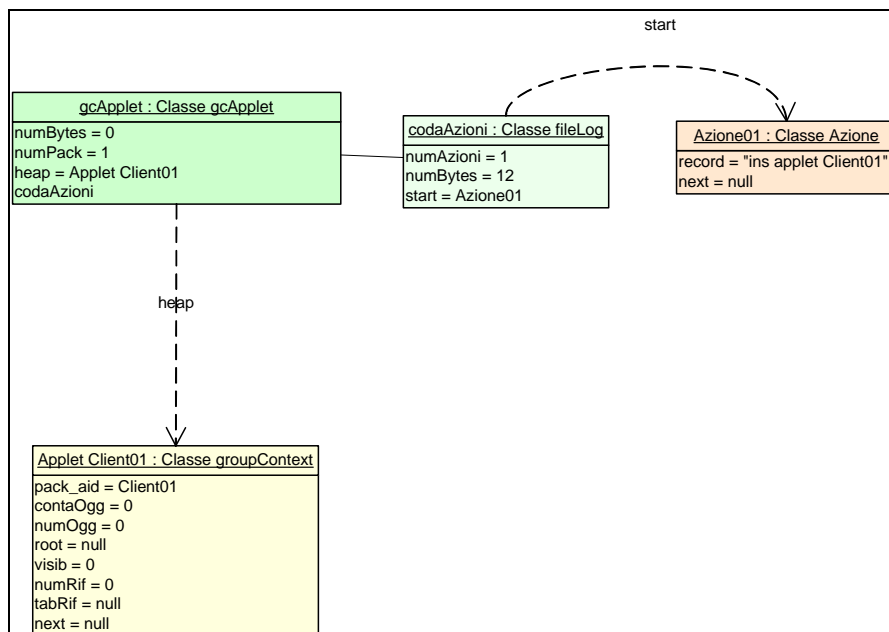 start
gcApplet : Classe gcApplet
numBytes = 0
numPack = 1
heap = Applet Client01
codaAzioni
codaAzioni : Classe fileLog
numAzioni = 1
numBytes = 12
start = Azione01
Azione01 : Classe Azione
record = "ins applet Client01"
next = null
heap
Applet Client01 : Classe groupContext
pack_aid = Client01
contaOgg = 0
numOgg = 0
root = null
visib = 0
numRif = 0
tabRif = null
next = null